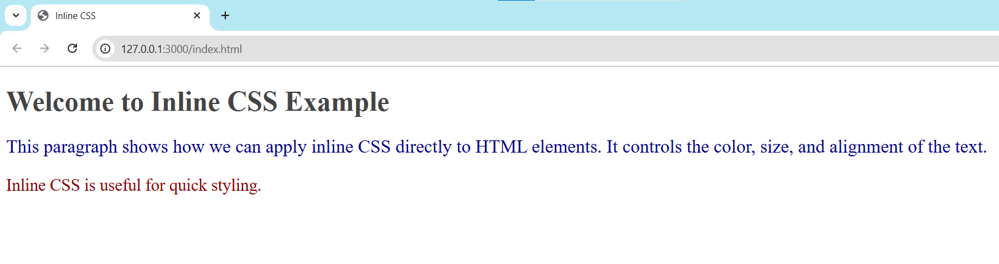 Inline CSS
127.0.0.1:3000/index.html
Welcome to Inline CSS Example
This paragraph shows how we can apply inline CSS directly to HTML elements. It controls the color, size, and alignment of the text.
Inline CSS is useful for quick styling.